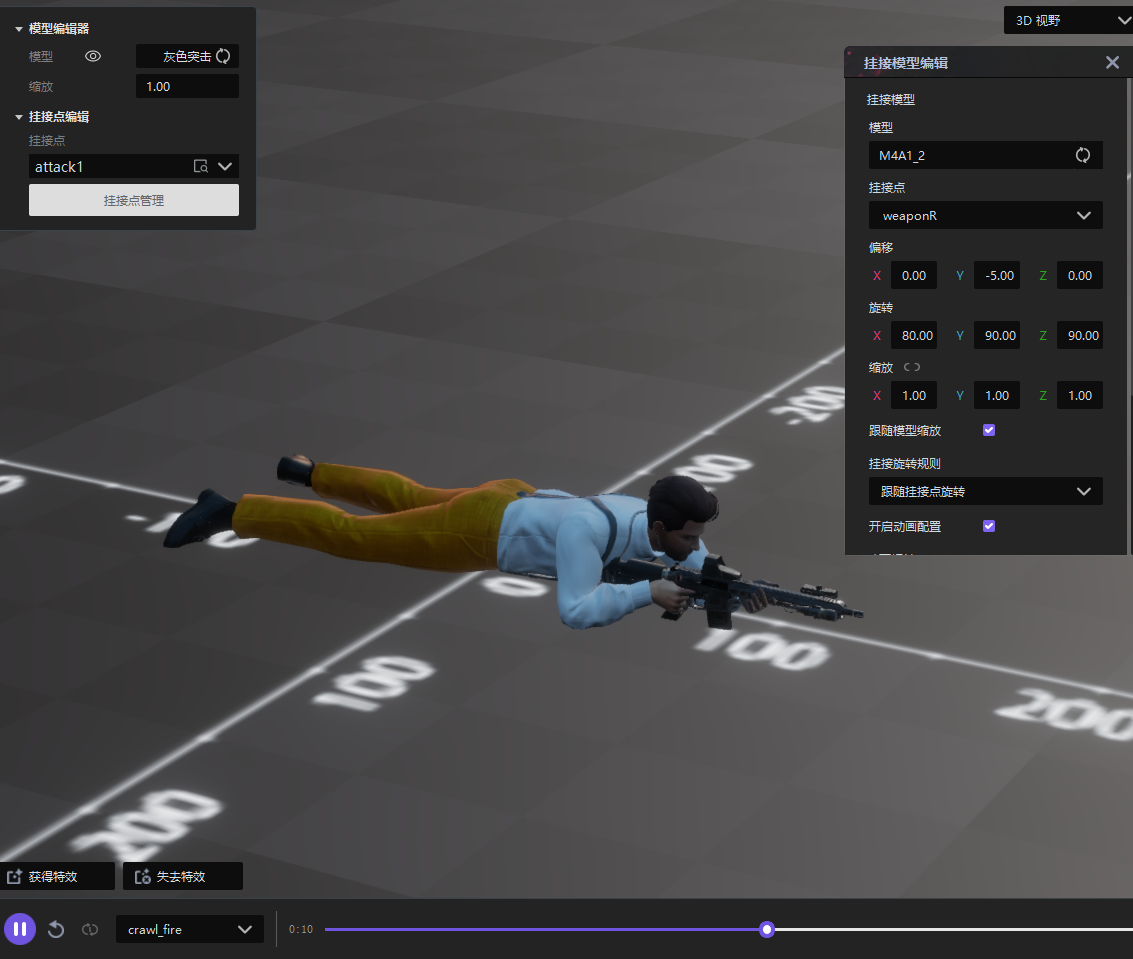 模型编辑器
模型
灰色突击
缩放
1.00
挂接点编辑
挂接点
attack1
挂接点管理
3D 视野
挂接模型编辑
挂接模型
模型
M4A1_2
挂接点
weaponR
偏移
X 0.00 Y -5.00 Z 0.00
旋转
X 80.00 Y 90.00 Z 90.00
缩放
X 1.00 Y 1.00 Z 1.00
跟随模型缩放
挂接旋转规则
跟随挂接点旋转
开启动画配置
-200
0
100
100
200
200
获得特效
失去特效
crawl_fire
0:10